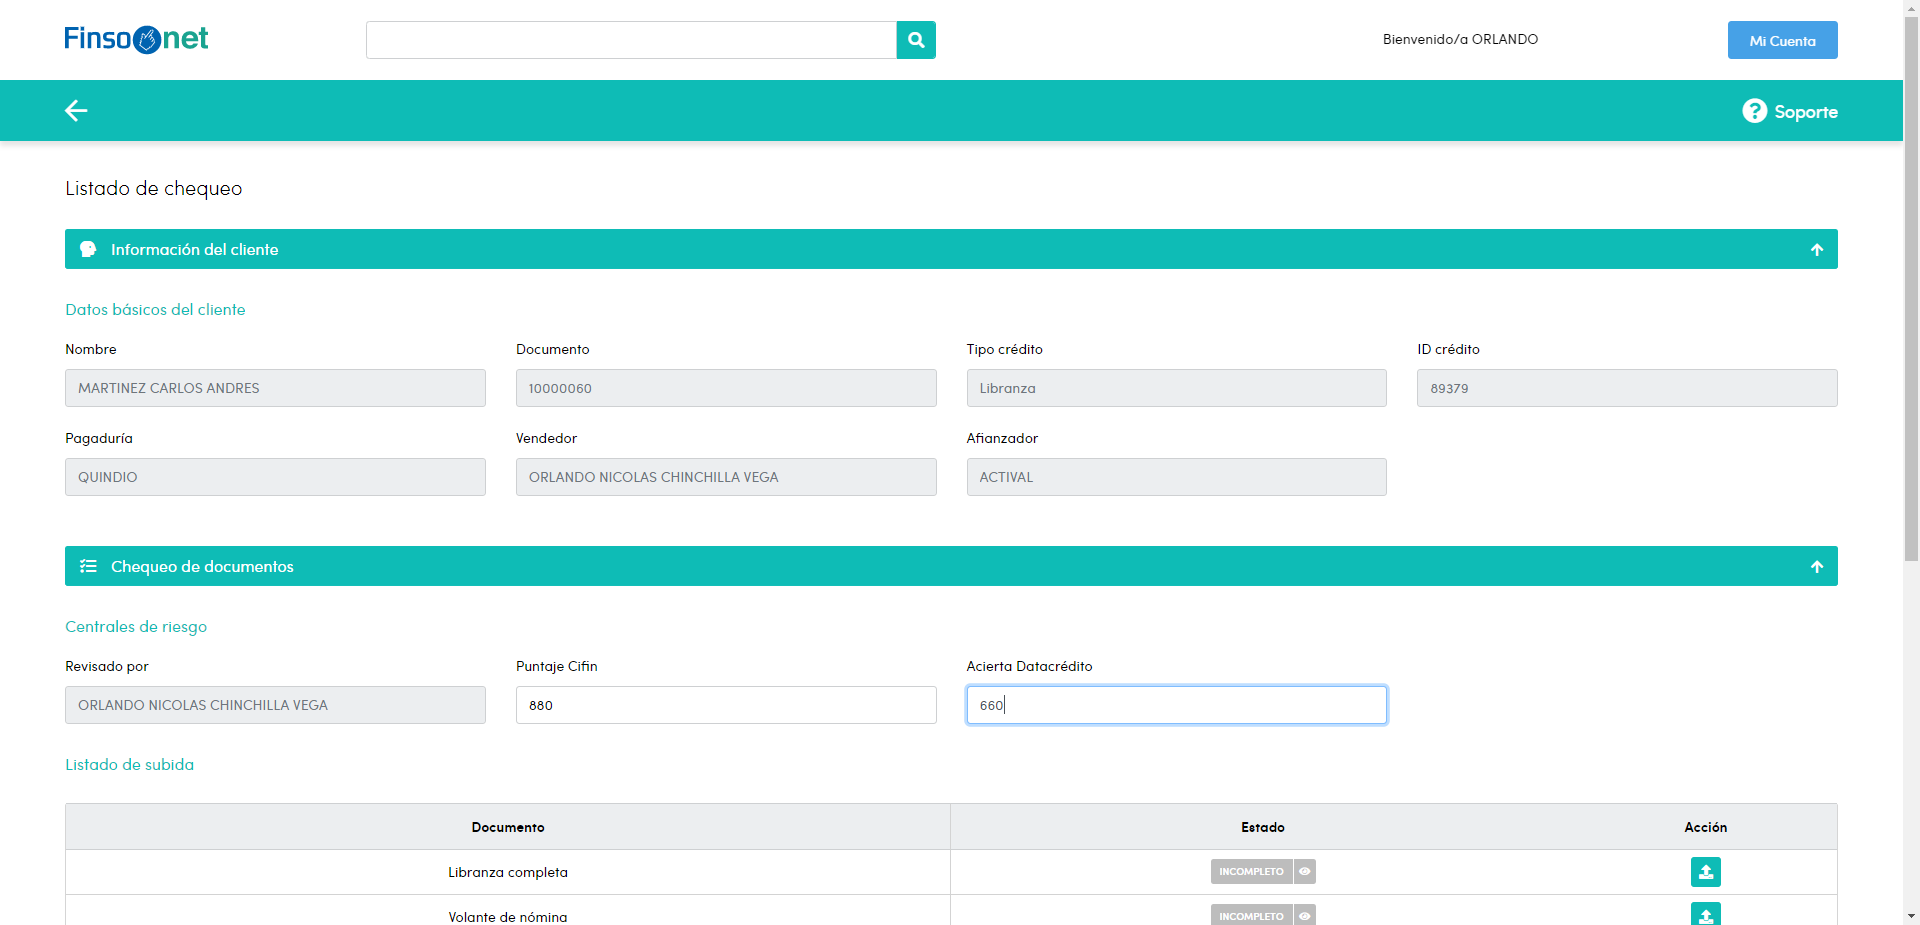 Finsonet
Bienvenido/a ORLANDO
Mi Cuenta
Soporte
Listado de chequeo
Información del cliente
Datos básicos del cliente
Nombre Documento Tipo crédito ID crédito
MARTINEZ CARLOS ANDRES 10000060 Libranza 89379
Pagaduría Vendedor Afianzador
QUINDIO ORLANDO NICOLAS CHINCHILLA VEGA ACTIVAL
Chequeo de documentos
Centrales de riesgo
Revisado por Puntaje Cifin Acierta Datacrédito
ORLANDO NICOLAS CHINCHILLA VEGA 880 660
Listado de subida
Documento Estado Acción
Libranza completa INCOMPLETO
Volante de nómina INCOMPLETO